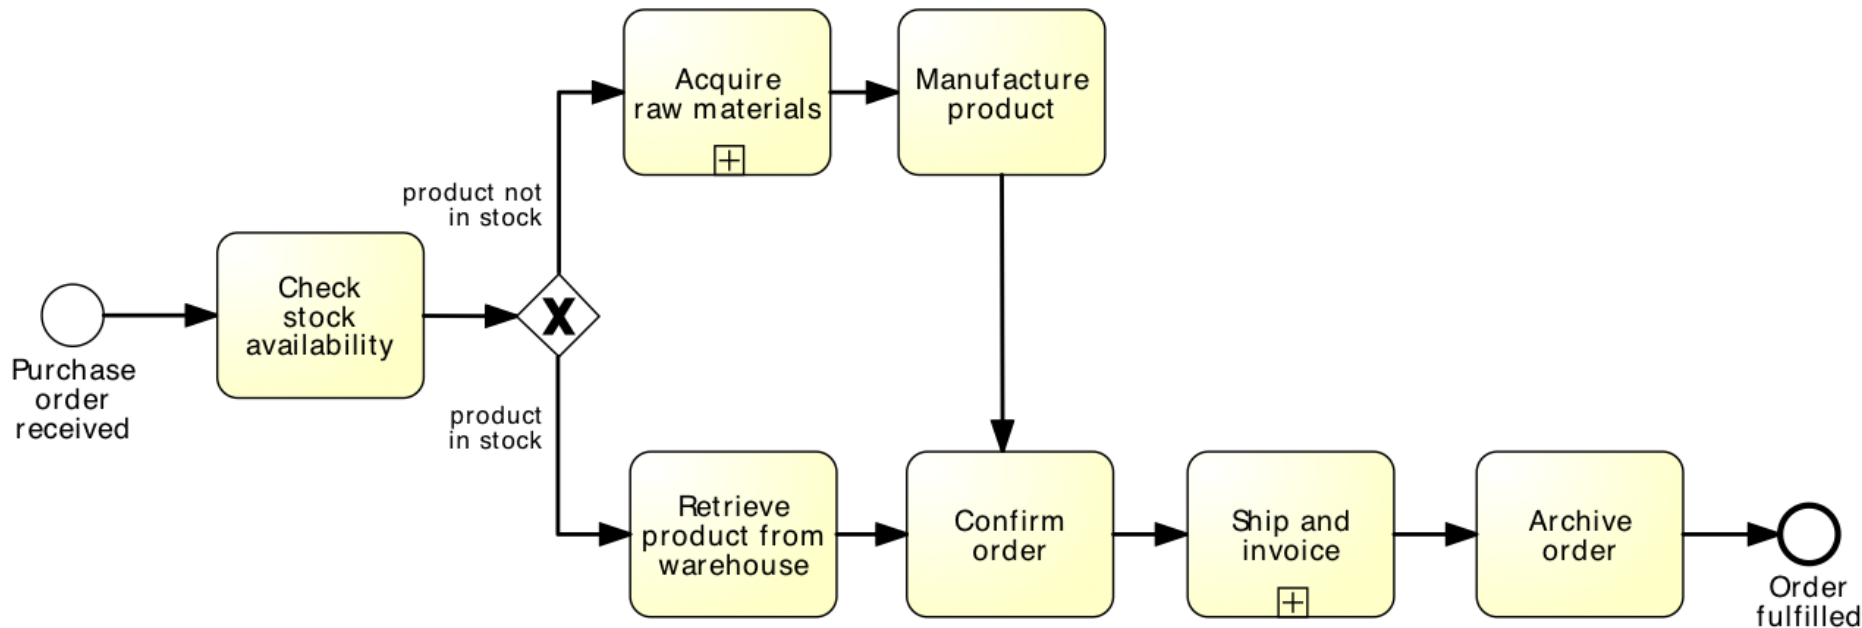 Purchase
order
received
Check
stock
availability
X
product not
in stock
product
in stock
Acquire
raw materials
Manufacture
product
Retrieve
product from
warehouse
Confirm
order
Ship and
invoice
Archive
order
Order
fulfilled